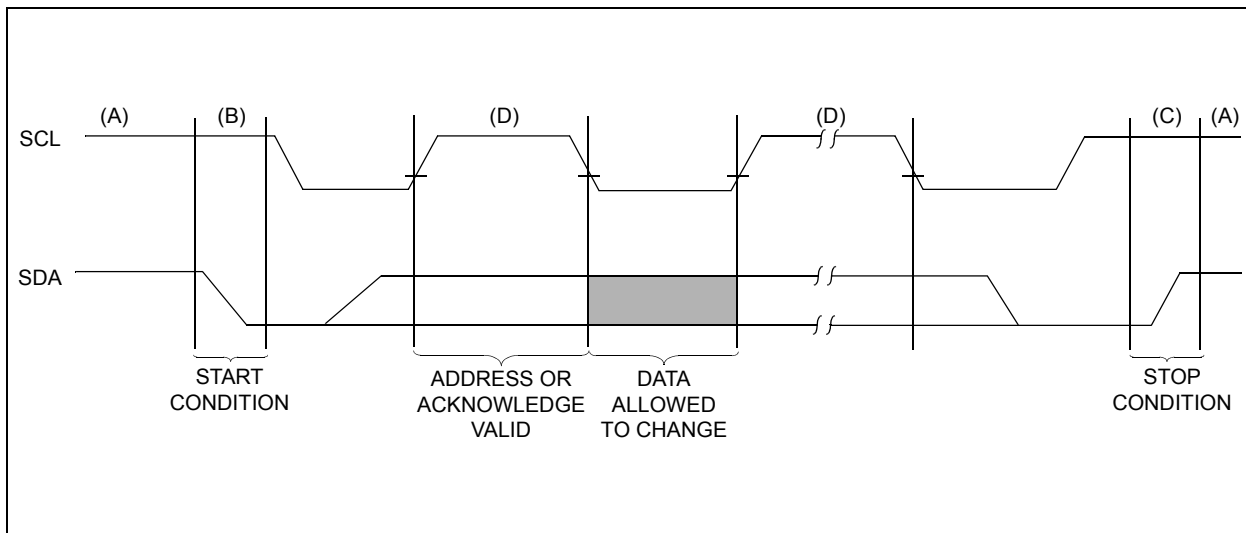 (A) (B) (D) (D) (C) (A)
SCL
SDA
START
CONDITION
ADDRESS OR
ACKNOWLEDGE
VALID
DATA
ALLOWED
TO CHANGE
STOP
CONDITION